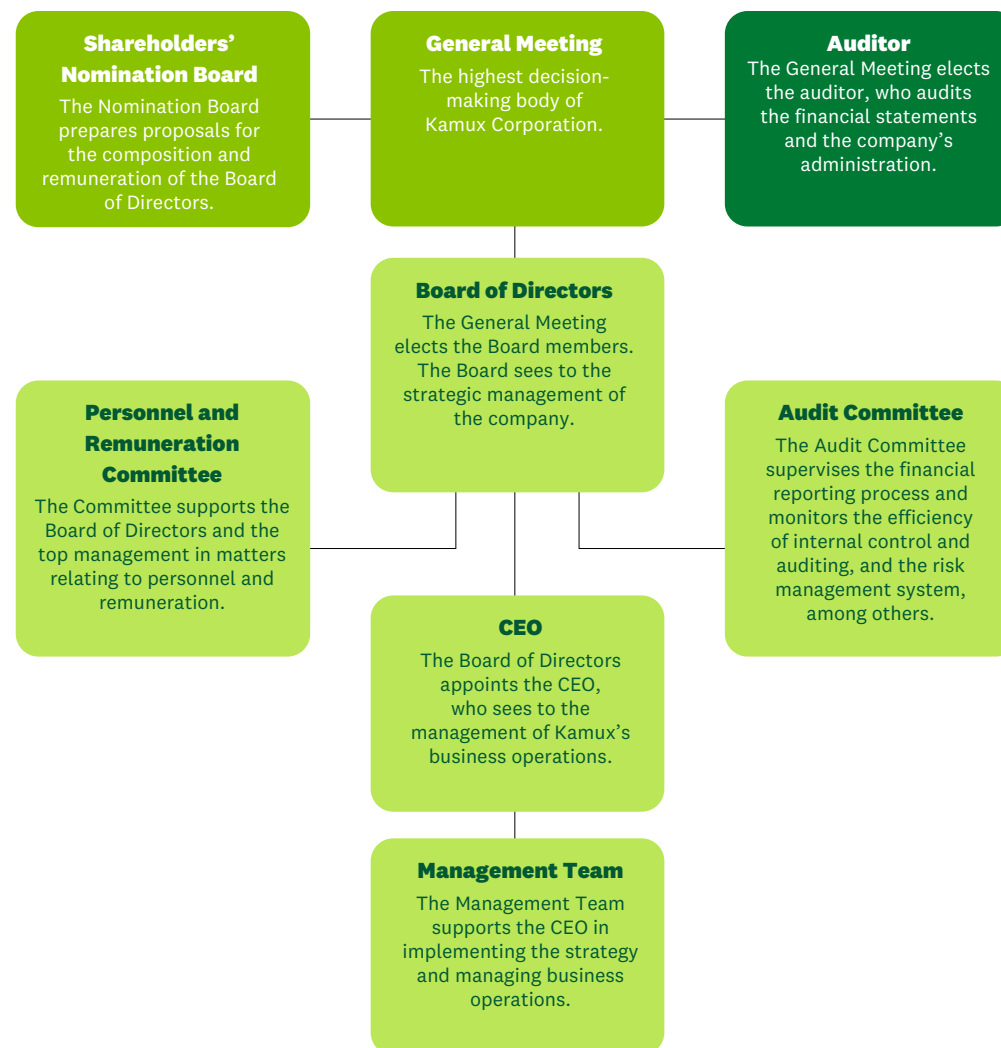 Shareholders’
Nomination Board
The Nomination Board
prepares proposals for
the composition and
remuneration of the Board
of Directors.
General Meeting
The highest decision-
making body of
Kamux Corporation.
Auditor
The General Meeting elects
the auditor, who audits
the financial statements
and the company’s
administration.
Board of Directors
The General Meeting
elects the Board members.
The Board sees to the
strategic management of
the company.
Personnel and
Remuneration
Committee
The Committee supports the
Board of Directors and the
top management in matters
relating to personnel and
remuneration.
Audit Committee
The Audit Committee
supervises the financial
reporting process and
monitors the efficiency
of internal control and
auditing, and the risk
management system,
among others.
CEO
The Board of Directors
appoints the CEO,
who sees to the
management of Kamux’s
business operations.
Management Team
The Management Team
supports the CEO in
implementing the strategy
and managing business
operations.